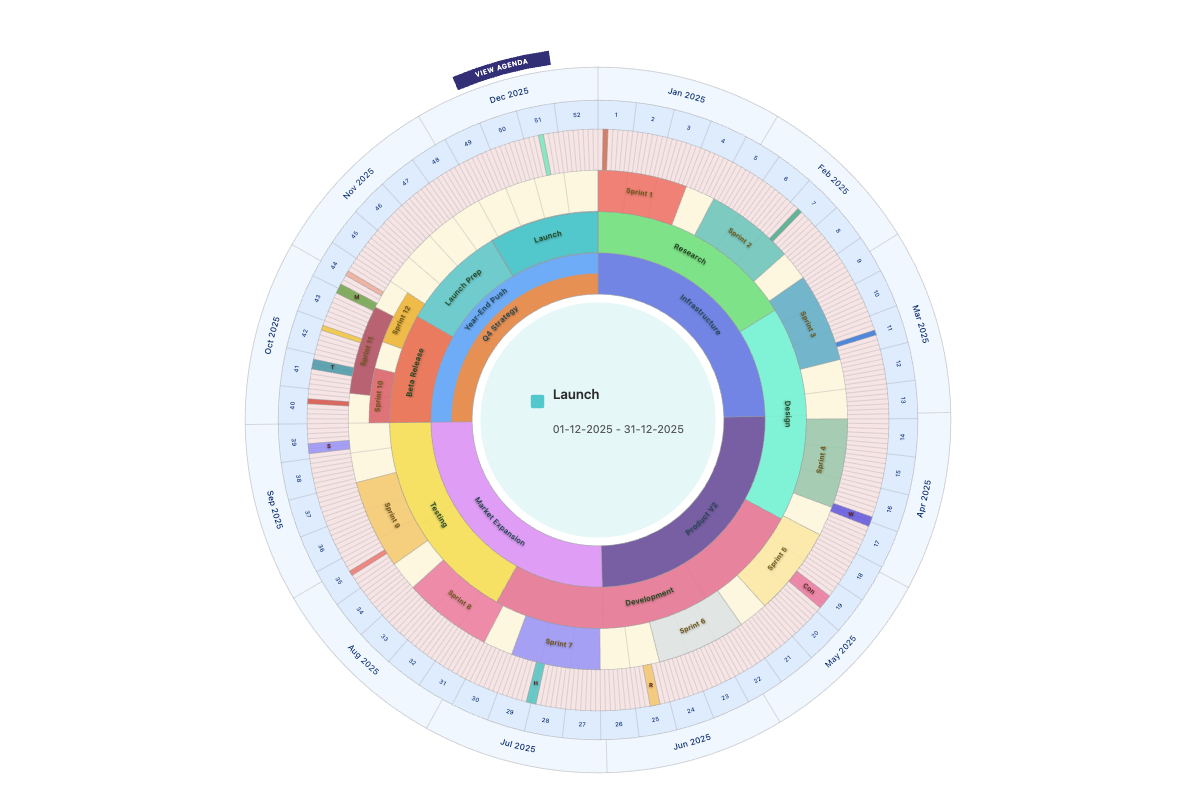 VIEW AGENDA
Jan 2025
Feb 2025
Mar 2025
Apr 2025
May 2025
Jun 2025
Jul 2025
Aug 2025
Sep 2025
Oct 2025
Nov 2025
Dec 2025
1
2
3
4
5
6
7
8
9
10
11
12
13
14
15
16
17
18
19
20
21
22
23
24
25
26
27
28
29
30
31
32
33
34
35
36
37
38
39
40
41
42
43
44
45
46
47
48
49
50
51
52
W
Con
R
H
S
T
M
Sprint 1
Sprint 2
Sprint 3
Sprint 4
Sprint 5
Sprint 6
Sprint 7
Sprint 8
Sprint 9
Sprint 10
Sprint 11
Sprint 12
Research
Design
Development
Testing
Beta Release
Launch Prep
Launch
Infrastructure
Product V2
Market Expansion
Year-End Push
Q4 Strategy
Launch
01-12-2025 - 31-12-2025